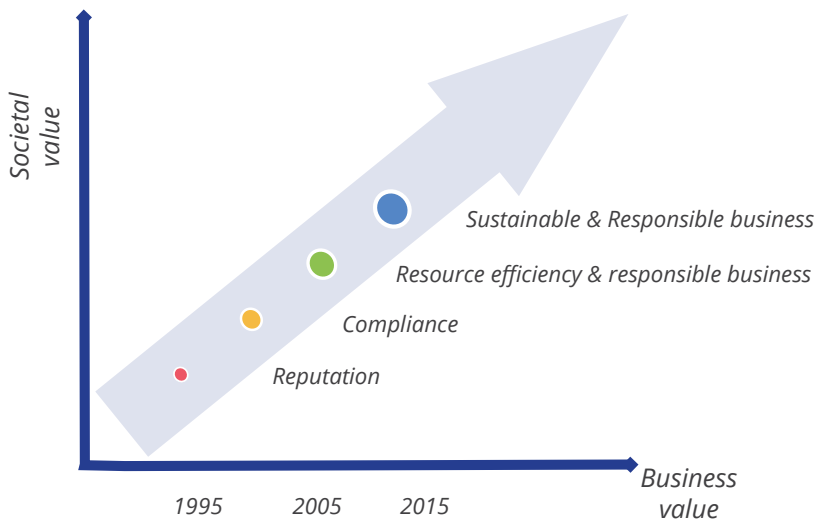 Societal
value
Sustainable & Responsible business
Resource efficiency & responsible business
Compliance
Reputation
Business
value
1995 2005 2015